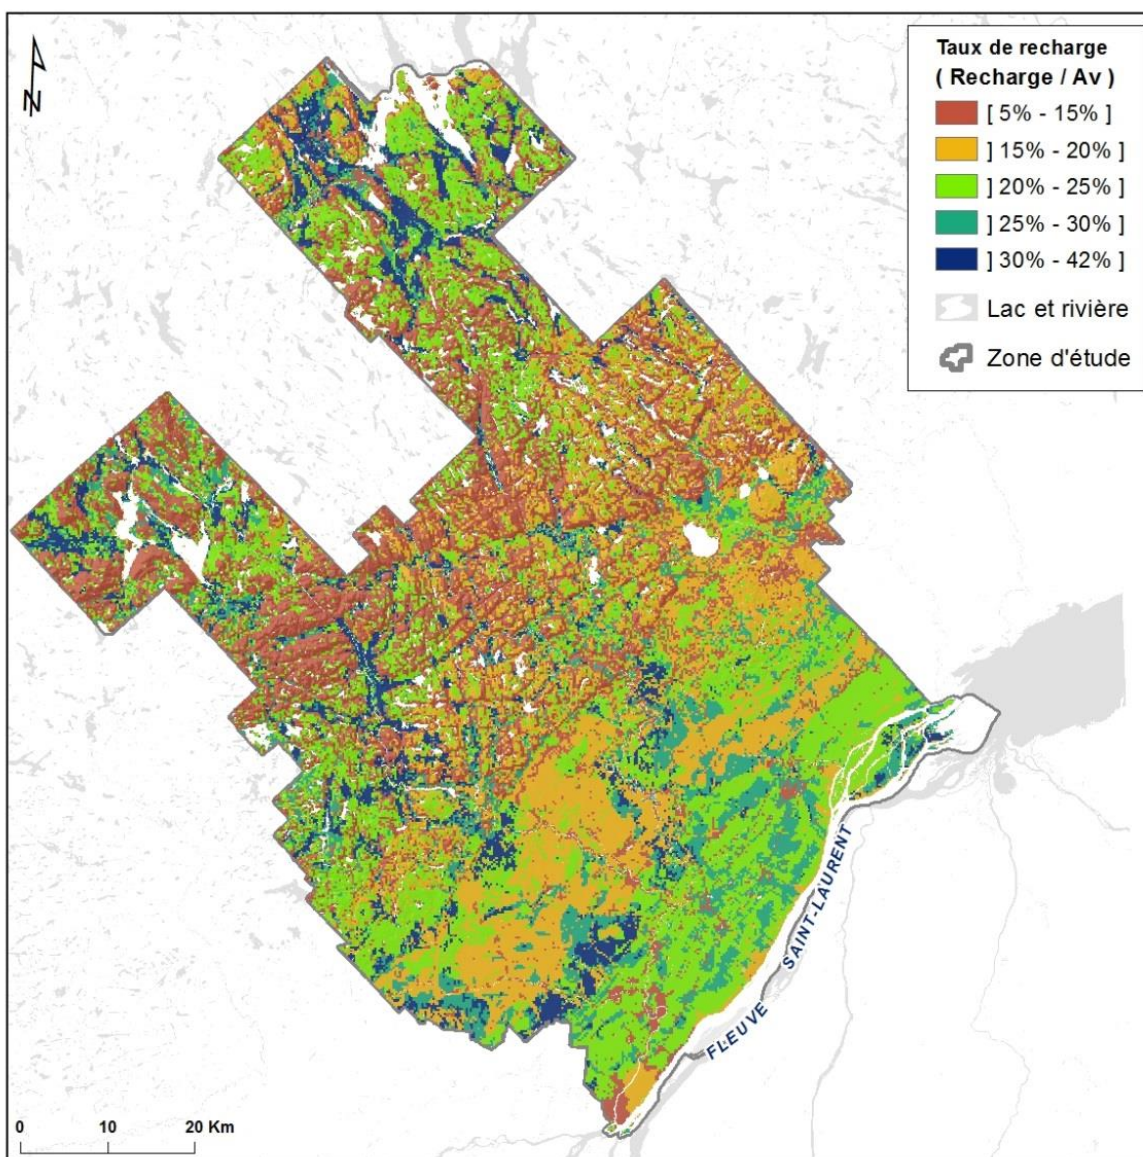 N
Taux de recharge
( Recharge / Av )
[ 5% - 15% ]
] 15% - 20% ]
] 20% - 25% ]
] 25% - 30% ]
] 30% - 42% ]
Lac et rivière
Zone d'étude
FLEUVE SAINT-LAURENT
0 10 20 Km